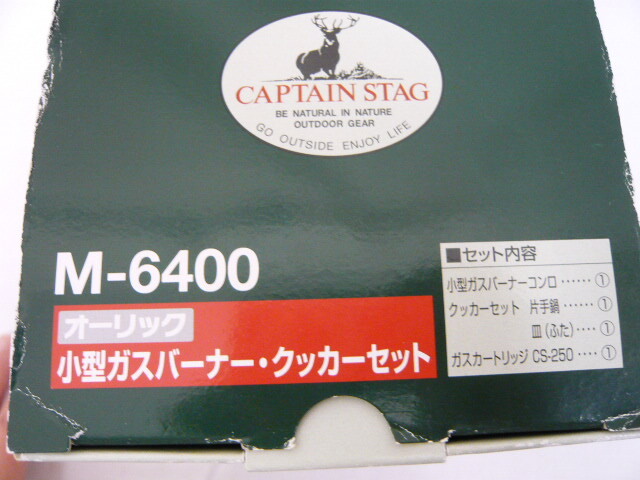 CAPTAIN STAG
BE NATURAL IN NATURE
OUTDOOR GEAR
GO OUTSIDE ENJOY LIFE
M-6400
オーリック
小型ガスバーナー・クッカーセット
■セット内容
小型ガスバーナーコンロ……①
クッカーセット 片手鍋……①
皿(ふた)…①
ガスカートリッジ CS-250…①